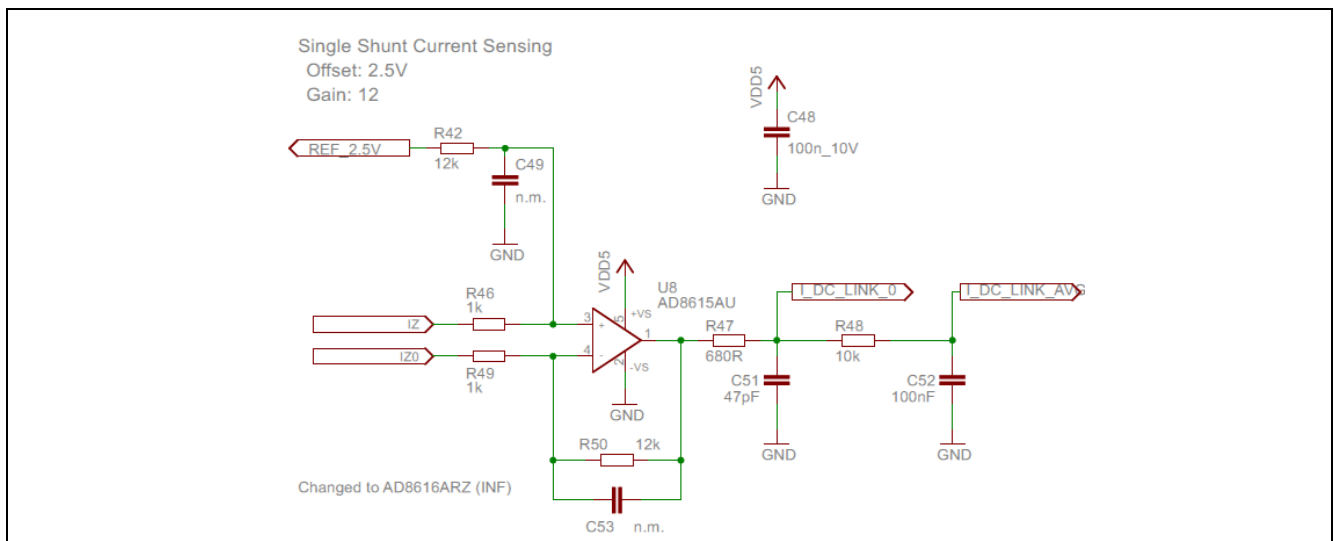 Single Shunt Current Sensing
Offset: 2.5V
Gain: 12
VDD5
C48
100n_10V
GND
REF_2.5V
R42
12k
C49
n.m.
GND
VDD5
U8
AD8615AU
IZ
R46
1k
3
+
5
+VS
1
IZ0
R49
1k
4
-
2
-VS
GND
R47
680R
I_DC_LINK_0
R48
10k
I_DC_LINK_AVG
C51
47pF
GND
C52
100nF
GND
R50
12k
C53
n.m.
Changed to AD8616ARZ (INF)